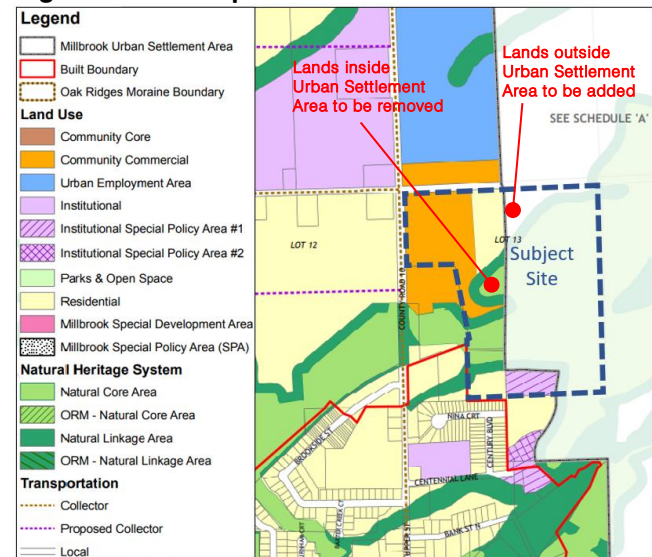 Legend
Millbrook Urban Settlement Area
Built Boundary
Oak Ridges Moraine Boundary
Land Use
Community Core
Community Commercial
Urban Employment Area
Institutional
Institutional Special Policy Area #1
Institutional Special Policy Area #2
Parks & Open Space
Residential
Millbrook Special Development Area
Millbrook Special Policy Area (SPA)
Natural Heritage System
Natural Core Area
ORM - Natural Core Area
Natural Linkage Area
ORM - Natural Linkage Area
Transportation
Collector
Proposed Collector
Local
Lands inside
Urban Settlement
Area to be removed
Lands outside
Urban Settlement
Area to be added
SEE SCHEDULE 'A'
LOT 12
LOT 13
Subject
Site
COUNTY ROAD 10
NINA CRT
BROOKSIDE ST
CENTURY BLVD
CENTENNIAL LANE
BANK ST N